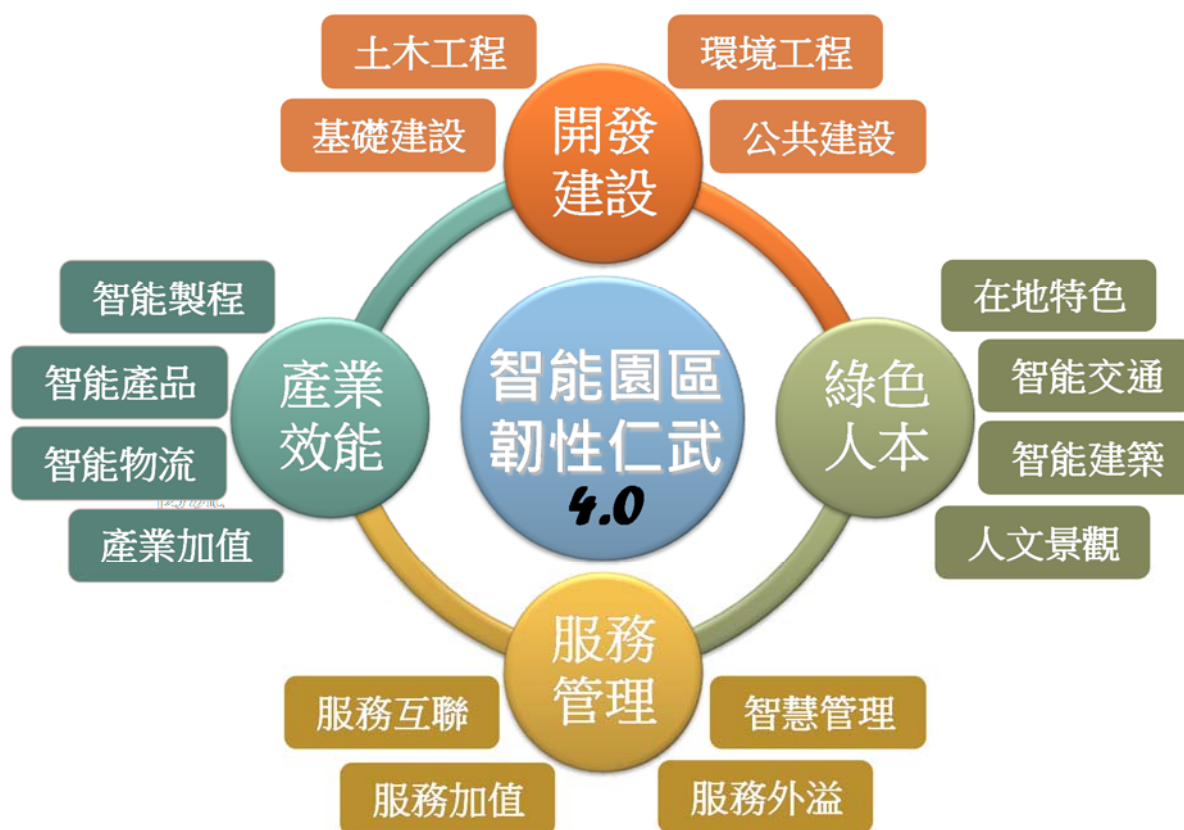 土木工程
環境工程
基礎建設
公共建設
開發
建設
智能製程
智能產品
智能物流
產業加值
產業
效能
智能園區
韌性仁武
4.0
綠色
人本
在地特色
智能交通
智能建築
人文景觀
服務
管理
服務互聯
智慧管理
服務加值
服務外溢